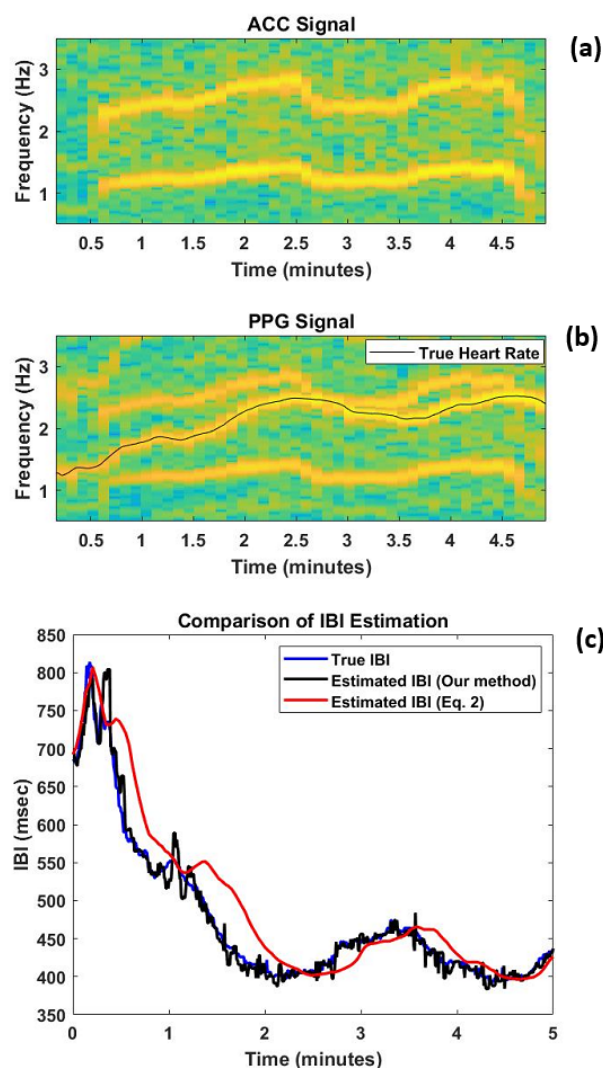 ACC Signal
(a)
Frequency (Hz)
3
2
1
0.5 1 1.5 2 2.5 3 3.5 4 4.5
Time (minutes)
PPG Signal
(b)
True Heart Rate
Frequency (Hz)
3
2
1
0.5 1 1.5 2 2.5 3 3.5 4 4.5
Time (minutes)
Comparison of IBI Estimation
(c)
True IBI
Estimated IBI (Our method)
Estimated IBI (Eq. 2)
IBI (msec)
850
800
750
700
650
600
550
500
450
400
350
0 1 2 3 4 5
Time (minutes)